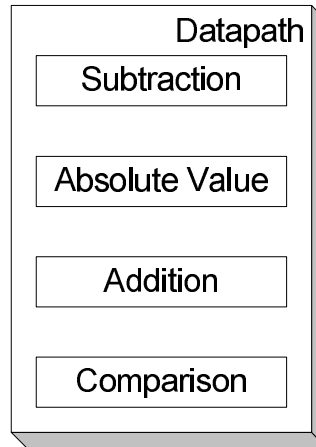 Datapath
Subtraction
Absolute Value
Addition
Comparison